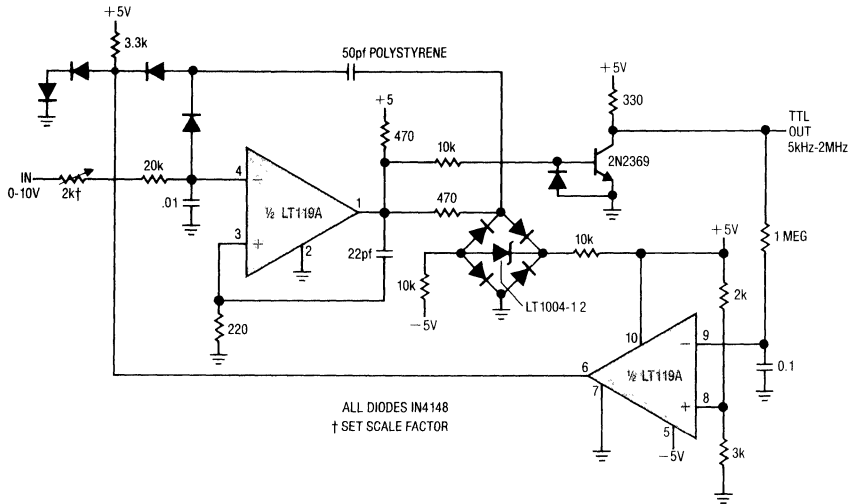 +5V
3.3k
50pf POLYSTYRENE
+5
470
10k
+5V
330
TTL
OUT
5kHz-2MHz
2N2369
IN
0-10V
2k†
20k
.01
4
−
½ LT119A
1
3
+
2
470
22pf
220
10k
−5V
10k
LT1004-1 2
+5V
1 MEG
2k
10
9
−
½ LT119A
6
7
8
+
5
−5V
0.1
3k
ALL DIODES IN4148
† SET SCALE FACTOR